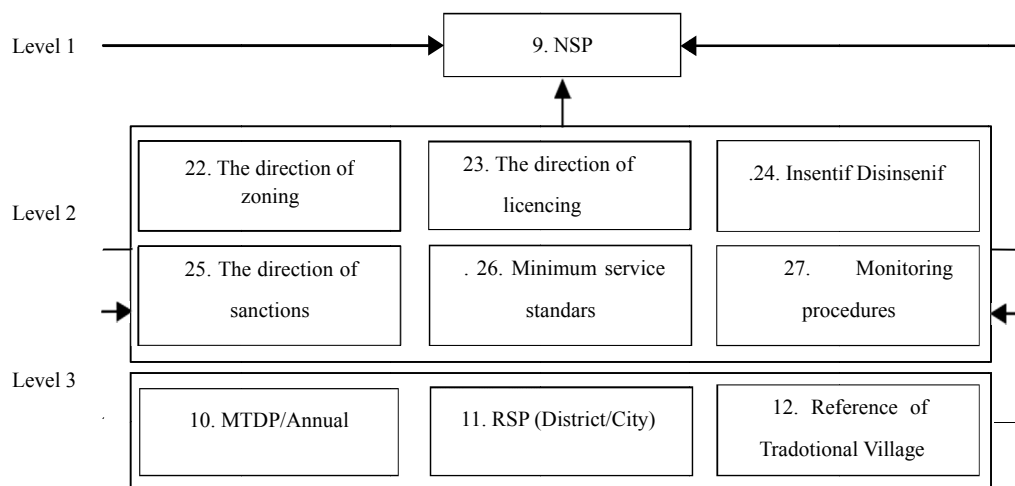 Level 1
9. NSP
Level 2
22. The direction of
zoning
23. The direction of
licencing
.24. Insentif Disinsenif
25. The direction of
sanctions
. 26. Minimum service
standars
27. Monitoring
procedures
Level 3
10. MTDP/Annual
11. RSP (District/City)
12. Reference of
Tradotional Village